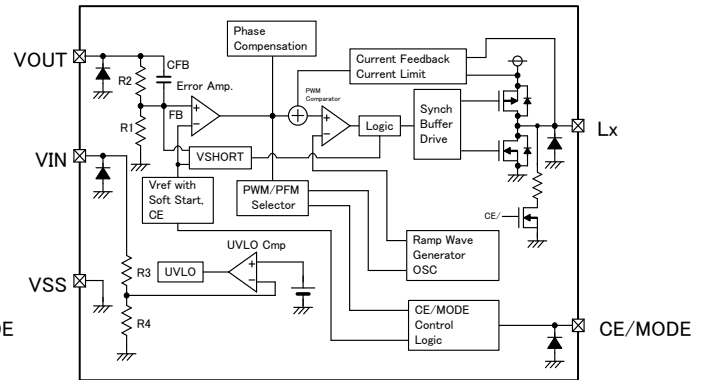 Phase
Compensation
VOUT
CFB
R2
Error Amp.
Current Feedback
Current Limit
PWM
Comparator
FB
R1
Logic
Synch
Buffer
Drive
Lx
VIN
VSHORT
Vref with
Soft Start,
CE
PWM/PFM
Selector
CE/
UVLO Cmp
Ramp Wave
Generator
OSC
R3
UVLO
VSS
R4
CE/MODE
Control
Logic
CE/MODE
DE